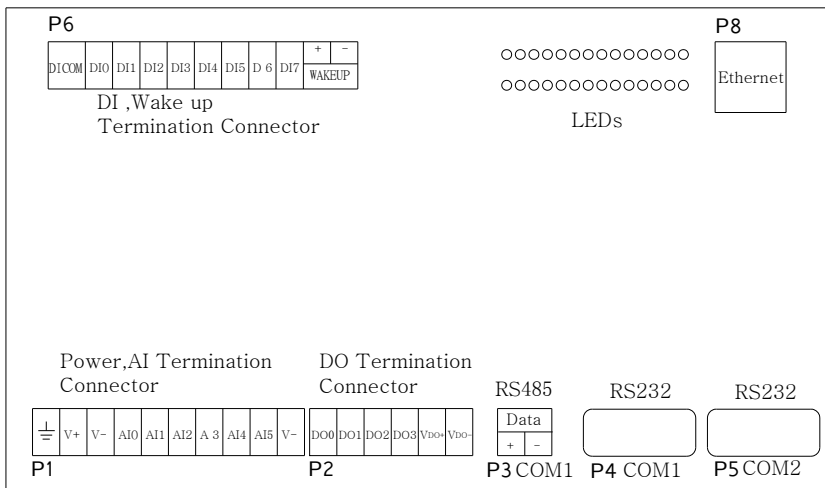 P6
DICOM DI0 DI1 DI2 DI3 DI4 DI5 D 6 DI7 + -
WAKEUP
DI ,Wake up
Termination Connector
LEDs
P8
Ethernet
Power,AI Termination
Connector
V+ V- AI0 AI1 AI2 A 3 AI4 AI5 V-
P1
DO Termination
Connector
DO0 DO1 DO2 DO3 VDO+ VDO-
P2
RS485
Data
+ -
P3 COM1
RS232
P4 COM1
RS232
P5 COM2